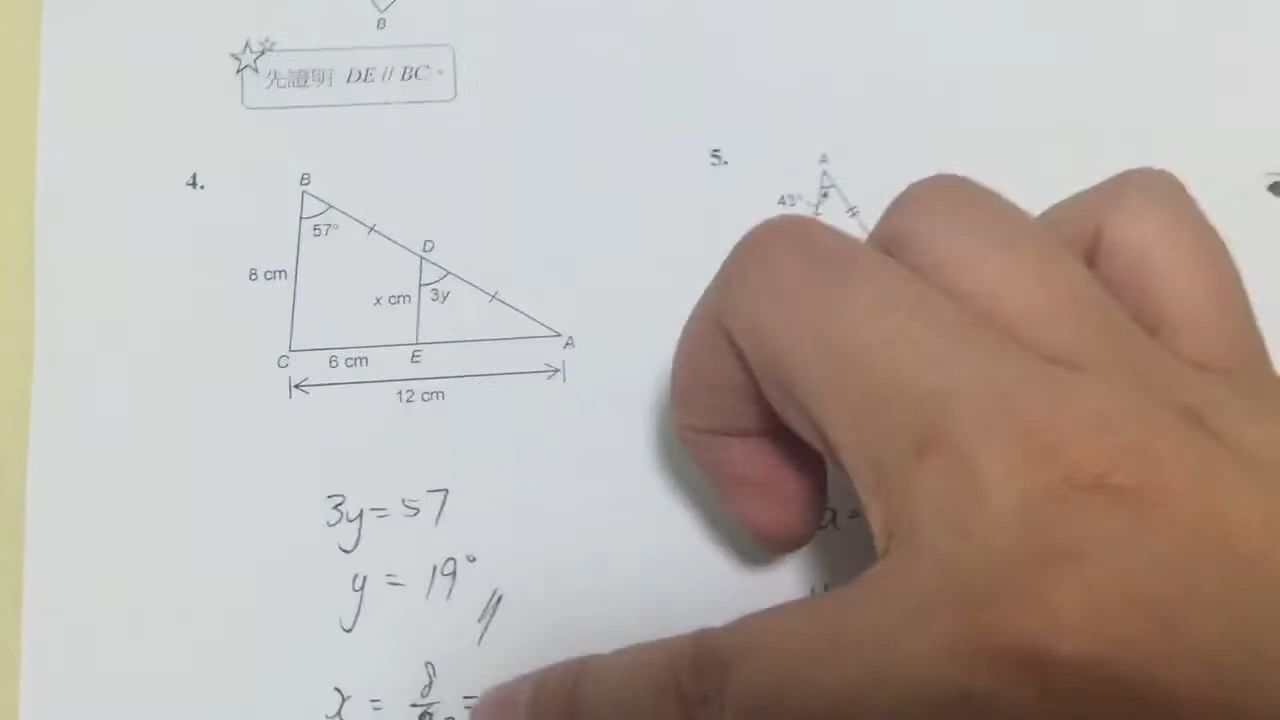 B
先證明 DE // BC。
4.
B
57°
D
8 cm
x cm
3y
C
6 cm
E
A
12 cm
3y = 57
y = 19°
x = 8
=
5.
A
43°
a =